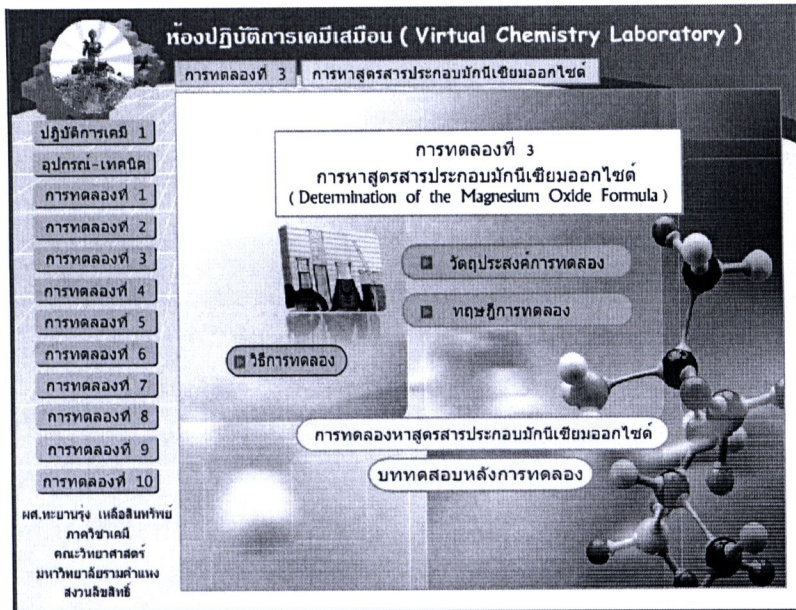 ห้องปฏิบัติการเคมีเสมือน ( Virtual Chemistry Laboratory )
การทดลองที่ 3 การหาสูตรสารประกอบมักนีเซียมออกไซด์
ปฏิบัติการเคมี 1
อุปกรณ์-เทคนิค
การทดลองที่ 1
การทดลองที่ 2
การทดลองที่ 3
การทดลองที่ 4
การทดลองที่ 5
การทดลองที่ 6
การทดลองที่ 7
การทดลองที่ 8
การทดลองที่ 9
การทดลองที่ 10
ผศ.ทะยานรุ่ง เหลือสินทรัพย์
ภาควิชาเคมี
คณะวิทยาศาสตร์
มหาวิทยาลัยรามคำแหง
สงวนลิขสิทธิ์
การทดลองที่ 3
การหาสูตรสารประกอบมักนีเซียมออกไซด์
( Determination of the Magnesium Oxide Formula )
วัตถุประสงค์การทดลอง
ทฤษฎีการทดลอง
วิธีการทดลอง
การทดลองหาสูตรสารประกอบมักนีเซียมออกไซด์
บททดสอบหลังการทดลอง